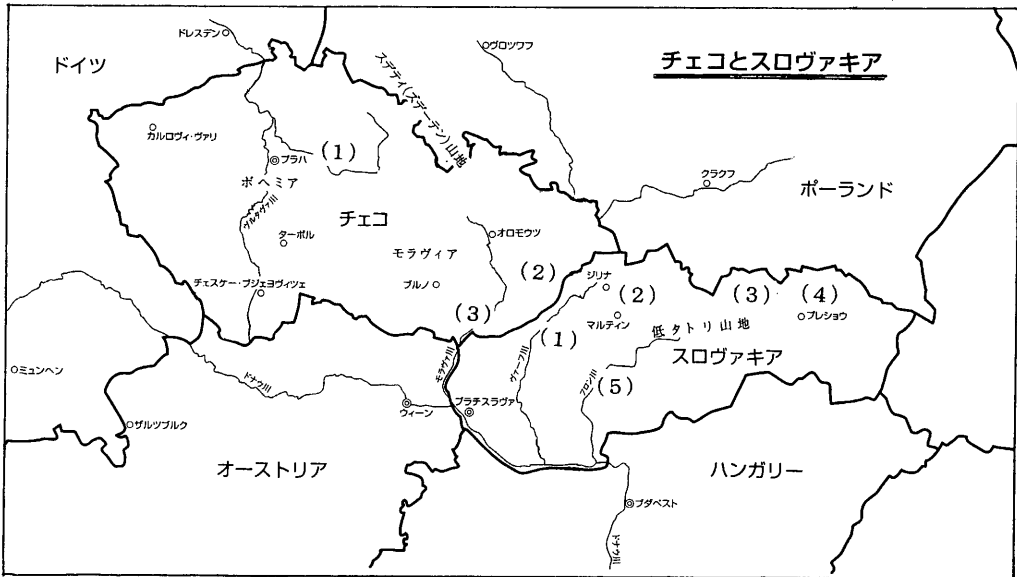 チェコとスロヴァキア
ドイツ
ドレスデン
ヴロツワフ
スデティ(ズデーテン)山地
カルロヴィ・ヴァリ
(1)
プラハ
クラクフ
ポーランド
ボヘミア
ヴルタヴァ川
チェコ
ターボル
オロモウツ
モラヴィア
(2)
ブルノ
チェスケー・ブジェヨヴィツェ
(3)
ジリナ
(2)
(3)
(4)
マルティン
プレショウ
(1)
低タトリ山地
スロヴァキア
ヴァーフ川
フロン川
(5)
モラヴァ川
ミュンヘン
ドナウ川
ウィーン
ブラチスラヴァ
ザルツブルク
オーストリア
ハンガリー
ブダペスト
ドナウ川